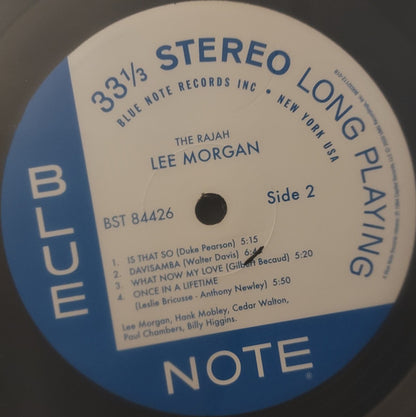 33⅓ STEREO LONG PLAYING
BLUE NOTE RECORDS INC • NEW YORK USA
THE RAJAH
LEE MORGAN
BST 84426
Side 2
1. IS THAT SO (Duke Pearson) 5:15
2. DAVISAMBA (Walter Davis)
3. WHAT NOW MY LOVE (Gilbert Becaud) 5:20
4. ONCE IN A LIFETIME
(Leslie Bricusse - Anthony Newley) 5:50
Lee Morgan, Hank Mobley, Cedar Walton,
Paul Chambers, Billy Higgins.
BLUE
NOTE®